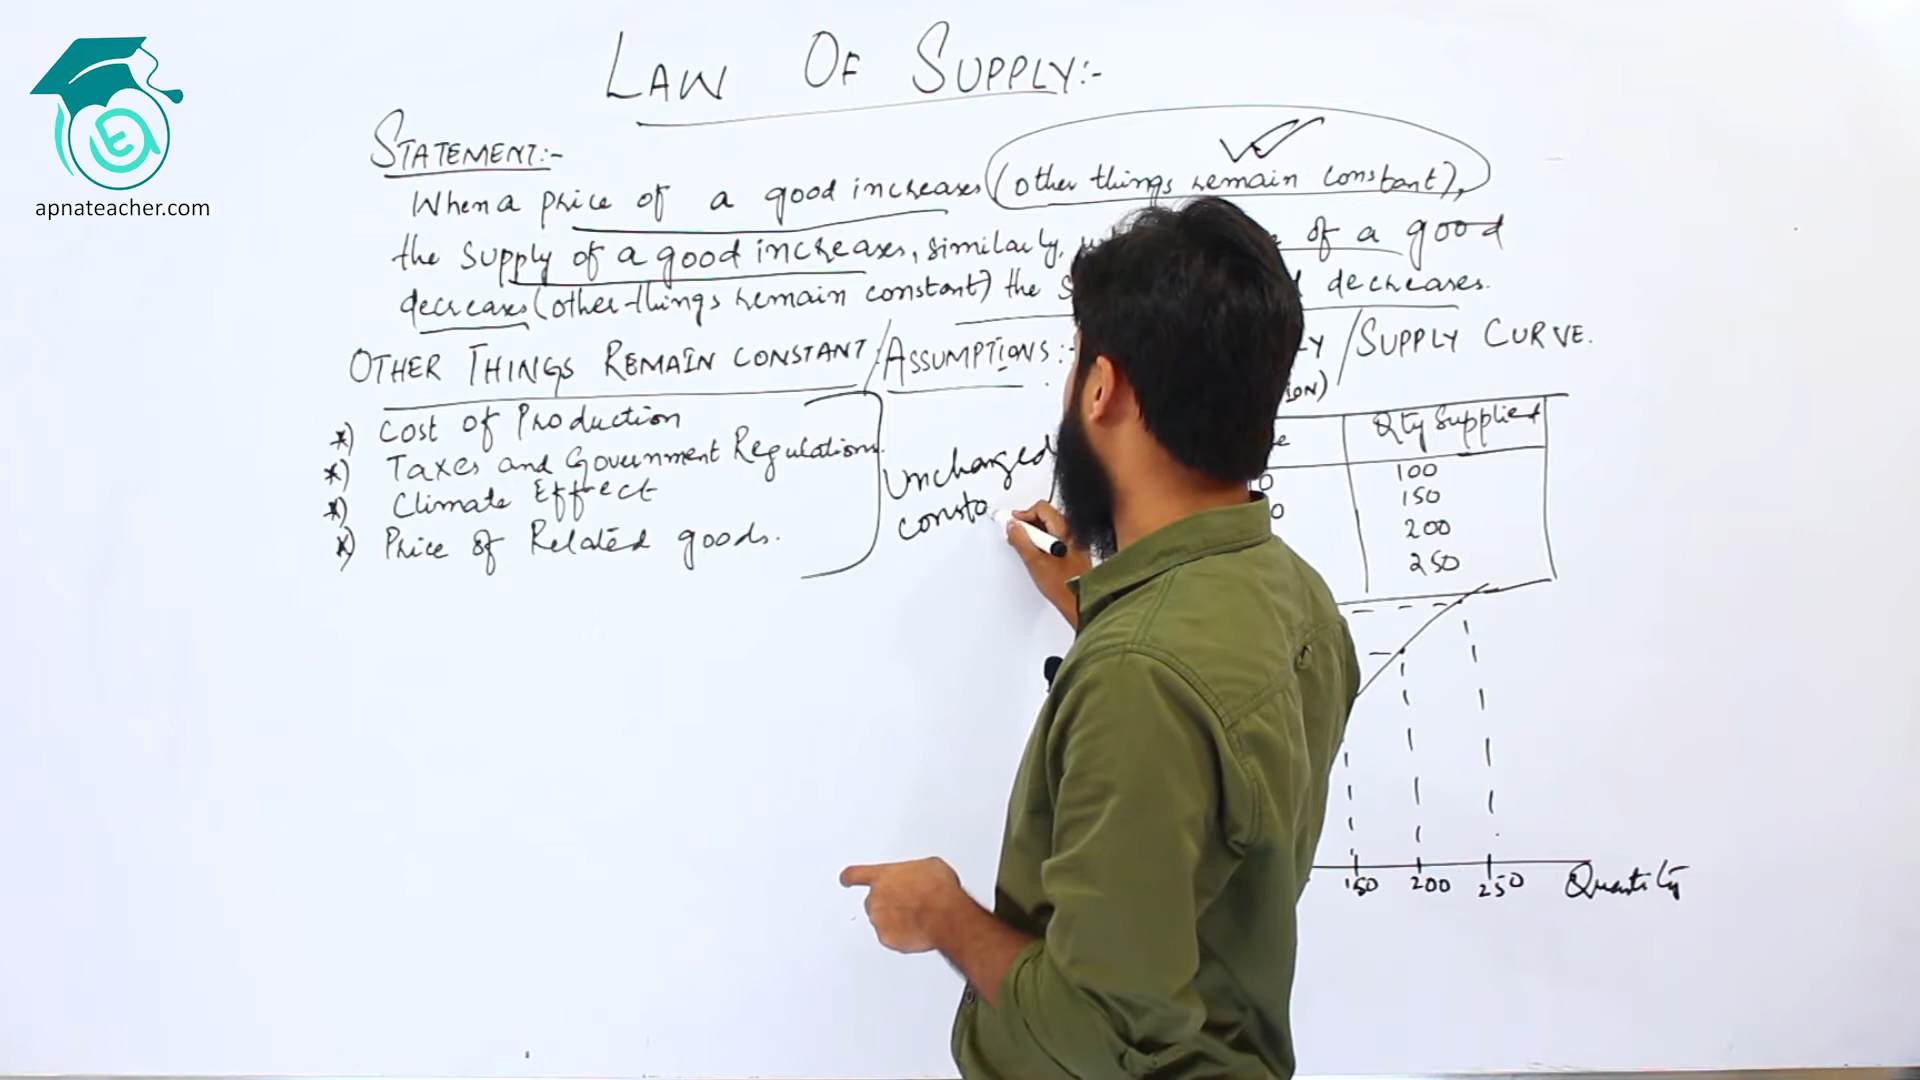 apnateacher.com
LAW OF SUPPLY:-
STATEMENT:-
When a price of a good increases (other things remain constant),
the supply of a good increases, similarly, of a good
decreases (other things remain constant) the decreases.
OTHER THINGS REMAIN CONSTANT / ASSUMPTIONS:-
*) Cost of Production
*) Taxes and Government Regulations.
*) Climate Effect
*) Price of Related goods.
Unchanged
consta
/ SUPPLY CURVE.
Qty Supplied
100
150
200
250
150 200 250 Quantity